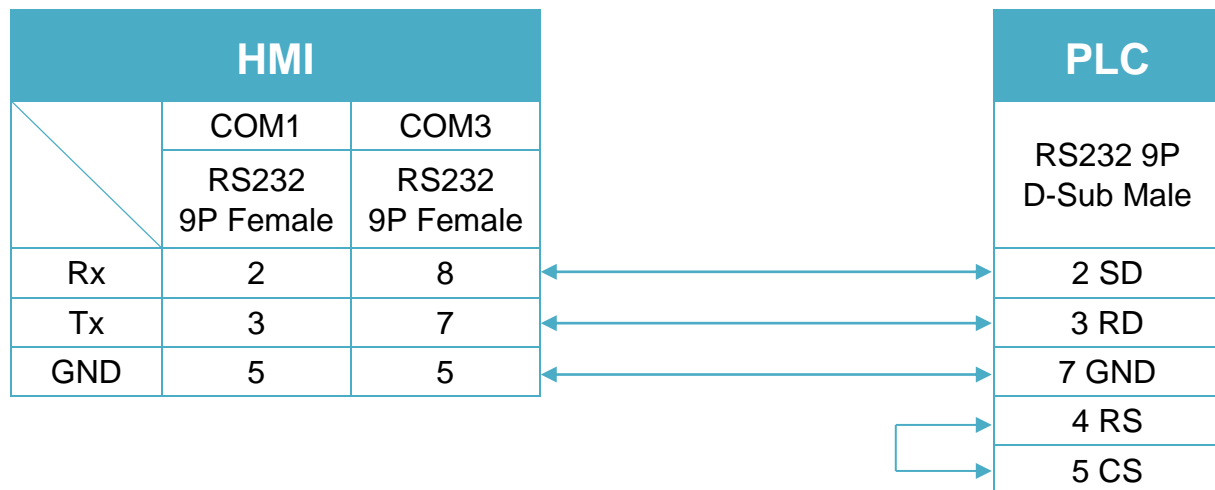 HMI
PLC
COM1 COM3
RS232
9P Female
RS232
9P Female
RS232 9P
D-Sub Male
Rx 2 8 2 SD
Tx 3 7 3 RD
GND 5 5 7 GND
4 RS
5 CS